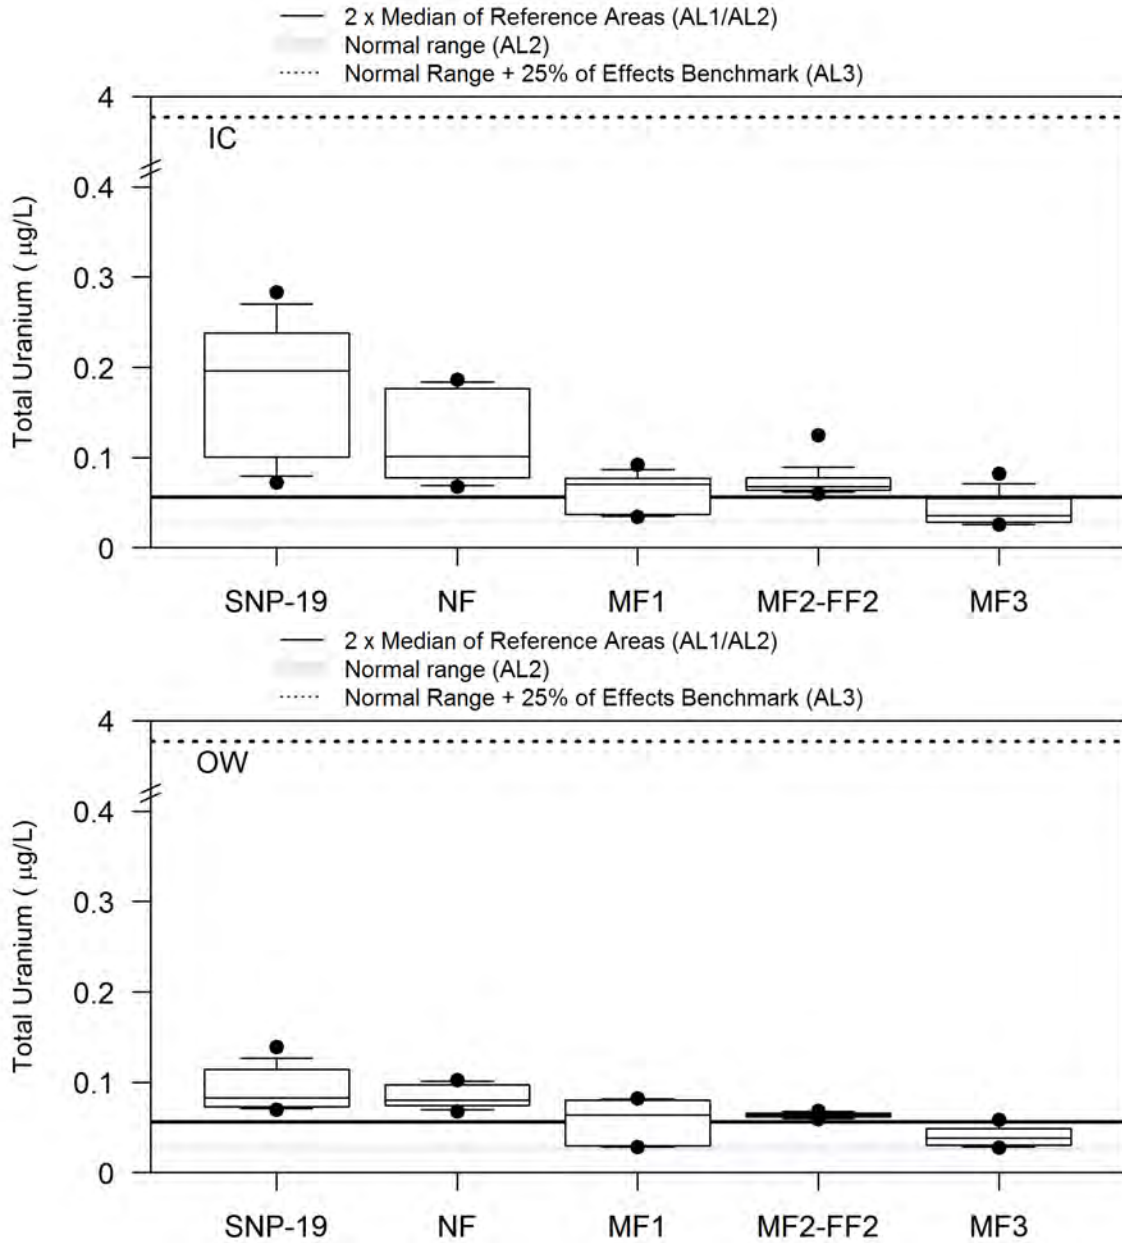 2 x Median of Reference Areas (AL1/AL2)
Normal range (AL2)
Normal Range + 25% of Effects Benchmark (AL3)
4
IC
0.4
0.3
0.2
0.1
0
Total Uranium ( µg/L)
SNP-19 NF MF1 MF2-FF2 MF3
2 x Median of Reference Areas (AL1/AL2)
Normal range (AL2)
Normal Range + 25% of Effects Benchmark (AL3)
4
OW
0.4
0.3
0.2
0.1
0
Total Uranium ( µg/L)
SNP-19 NF MF1 MF2-FF2 MF3